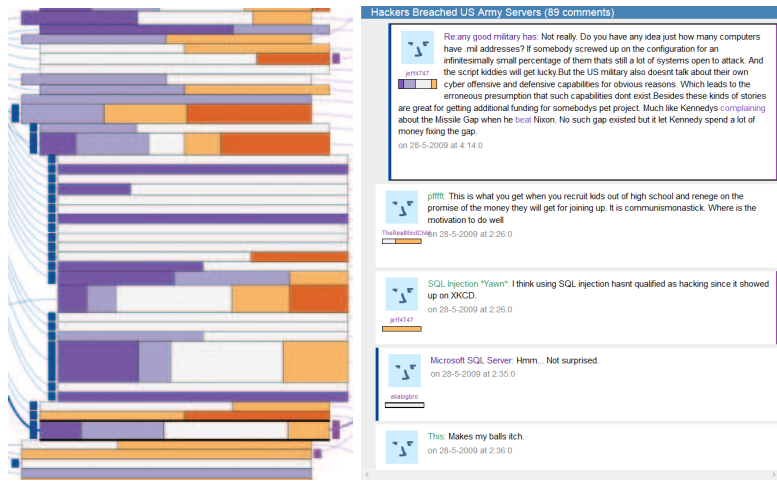 Hackers Breached US Army Servers (89 comments)
Re:any good military has: Not really. Do you have any idea just how many computers
have .mil addresses? If somebody screwed up on the configuration for an
infinitesimally small percentage of them thats still a lot of systems open to attack. And
the script kiddies will get lucky.But the US military also doesnt talk about their own
cyber offensive and defensive capabilities for obvious reasons. Which leads to the
erroneous presumption that such capabilities dont exist.Besides these kinds of stories
are great for getting additional funding for somebodys pet project. Much like Kennedys complaining
about the Missile Gap when he beat Nixon. No such gap existed but it let Kennedy spend a lot of
money fixing the gap.
on 28-5-2009 at 4:14:0
jeff4747
pffffft: This is what you get when you recruit kids out of high school and renege on the
promise of the money they will get for joining up. It is communismonastick. Where is the
motivation to do well
TheRealMindChild
on 28-5-2009 at 2:26:0
SQL Injection *Yawn*: I think using SQL injection hasnt qualified as hacking since it showed
up on XKCD.
on 28-5-2009 at 2:26:0
jeff4747
Microsoft SQL Server: Hmm... Not surprised.
on 28-5-2009 at 2:35:0
akabigbro
This: Makes my balls itch.
on 28-5-2009 at 2:36:0